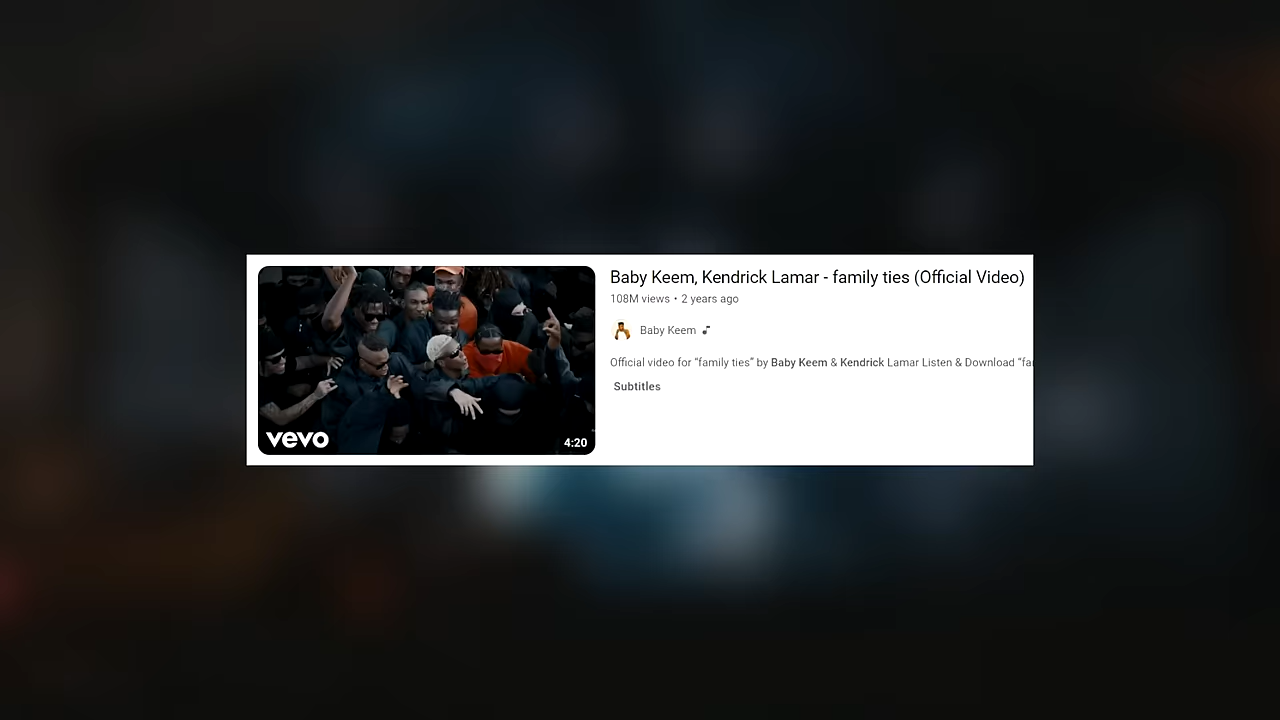 Baby Keem, Kendrick Lamar - family ties (Official Video)
108M views • 2 years ago
Baby Keem
Official video for “family ties” by Baby Keem & Kendrick Lamar Listen & Download “fa
Subtitles
vevo
4:20